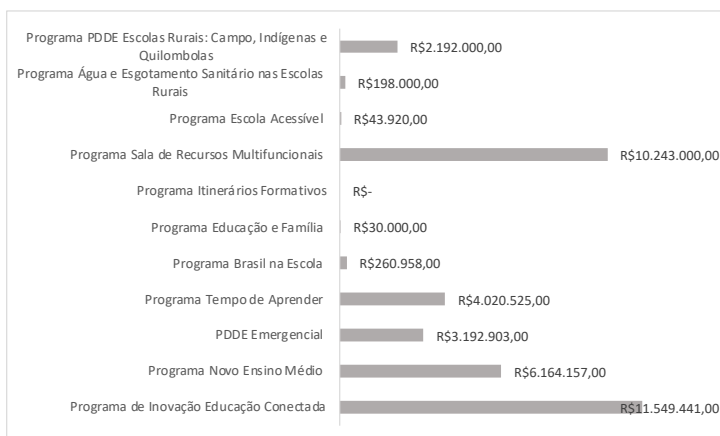 Programa PDDE Escolas Rurais: Campo, Indígenas e
Quilombolas
R$2.192.000,00
Programa Água e Esgotamento Sanitário nas Escolas
Rurais
R$198.000,00
Programa Escola Acessível
R$43.920,00
Programa Sala de Recursos Multifuncionais
R$10.243.000,00
Programa Itinerários Formativos
R$-
Programa Educação e Família
R$30.000,00
Programa Brasil na Escola
R$260.958,00
Programa Tempo de Aprender
R$4.020.525,00
PDDE Emergencial
R$3.192.903,00
Programa Novo Ensino Médio
R$6.164.157,00
Programa de Inovação Educação Conectada
R$11.549.441,00